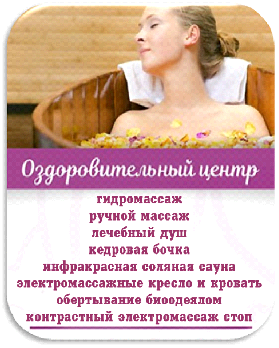 Оздоровительный центр
гидромассаж
ручной массаж
лечебный душ
кедровая бочка
инфракрасная соляная сауна
электромассажные кресло и кровать
обертывание биоодеялом
контрастный электромассаж стоп